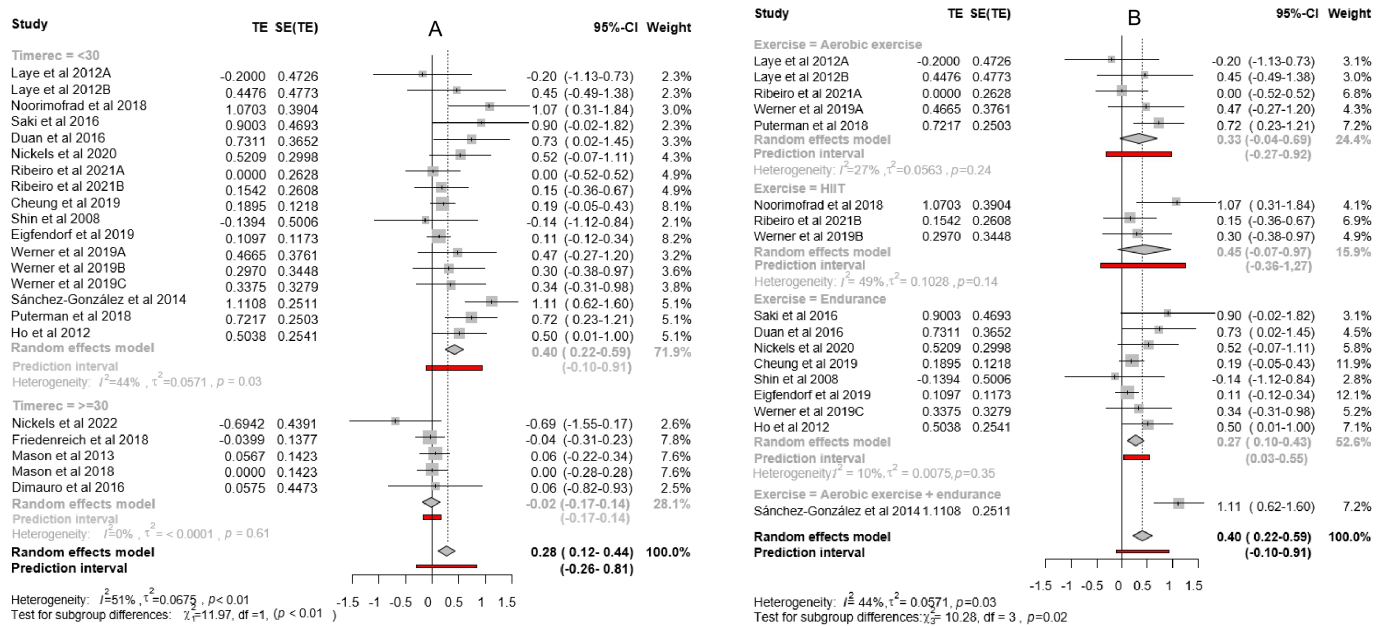 A
Study TE SE(TE) 95%-CI Weight
Timerec = <30
Laye et al 2012A -0.2000 0.4726 -0.20 (-1.13-0.73) 2.3%
Laye et al 2012B 0.4476 0.4773 0.45 (-0.49-1.38) 2.3%
Noorimofrad et al 2018 1.0703 0.3904 1.07 (0.31-1.84) 3.0%
Saki et al 2016 0.9003 0.4693 0.90 (-0.02-1.82) 2.3%
Duan et al 2016 0.7311 0.3652 0.73 (0.02-1.45) 3.3%
Nickels et al 2020 0.5209 0.2998 0.52 (-0.07-1.11) 4.3%
Ribeiro et al 2021A 0.0000 0.2628 0.00 (-0.52-0.52) 4.9%
Ribeiro et al 2021B 0.1542 0.2608 0.15 (-0.36-0.67) 4.9%
Cheung et al 2019 0.1895 0.1218 0.19 (-0.05-0.43) 8.1%
Shin et al 2008 -0.1394 0.5006 -0.14 (-1.12-0.84) 2.1%
Eigfendorf et al 2019 0.1097 0.1173 0.11 (-0.12-0.34) 8.2%
Werner et al 2019A 0.4665 0.3761 0.47 (-0.27-1.20) 3.2%
Werner et al 2019B 0.2970 0.3448 0.30 (-0.38-0.97) 3.6%
Werner et al 2019C 0.3375 0.3279 0.34 (-0.31-0.98) 3.8%
Sánchez-González et al 2014 1.1108 0.2511 1.11 (0.62-1.60) 5.1%
Puterman et al 2018 0.7217 0.2503 0.72 ( 0.23-1.21) 5.1%
Ho et al 2012 0.5038 0.2541 0.50 (0.01-1.00) 5.1%
Random effects model 0.40 ( 0.22-0.59) 71.9%
Prediction interval (-0.10-0.91)
Heterogeneity: I²=44% , τ²=0.0571, p = 0.03
Timerec = >=30
Nickels et al 2022 -0.6942 0.4391 -0.69 (-1.55-0.17) 2.6%
Friedenreich et al 2018 -0.0399 0.1377 -0.04 (-0.31-0.23) 7.8%
Mason et al 2013 0.0567 0.1423 0.06 (-0.22-0.34) 7.6%
Mason et al 2018 0.0000 0.1423 0.00 (-0.28-0.28) 7.6%
Dimauro et al 2016 0.0575 0.4473 0.06 (-0.82-0.93) 2.5%
Random effects model -0.02 (-0.17-0.14) 28.1%
Prediction interval (-0.17-0.14)
Heterogeneity: I²=0% , τ² = < 0.0001 , p = 0.61
Random effects model 0.28 ( 0.12- 0.44) 100.0%
Prediction interval (-0.26- 0.81)
Heterogeneity: I²=51% , τ²=0.0675 , p< 0.01
Test for subgroup differences: χ²₁=11.97, df =1, (p < 0.01 )
-1.5 -0.5 0 0.5 1 1.5
B
Study TE SE(TE) 95%-CI Weight
Exercise = Aerobic exercise
Laye et al 2012A -0.2000 0.4726 -0.20 (-1.13-0.73) 3.1%
Laye et al 2012B 0.4476 0.4773 0.45 (-0.49-1.38) 3.0%
Ribeiro et al 2021A 0.0000 0.2628 0.00 (-0.52-0.52) 6.8%
Werner et al 2019A 0.4665 0.3761 0.47 (-0.27-1.20) 4.3%
Puterman et al 2018 0.7217 0.2503 0.72 (0.23-1.21) 7.2%
Random effects model 0.33 (-0.04-0.69) 24.4%
Prediction interval (-0.27-0.92)
Heterogeneity: I²=27% ,τ²=0.0563, p=0.24
Exercise = HIIT
Noorimofrad et al 2018 1.0703 0.3904 1.07 (0.31-1.84) 4.1%
Ribeiro et al 2021B 0.1542 0.2608 0.15 (-0.36-0.67) 6.9%
Werner et al 2019B 0.2970 0.3448 0.30 (-0.38-0.97) 4.9%
Random effects model 0.45 (-0.07-0.97) 15.9%
Prediction interval (-0.36-1,27)
Heterogeneity: I²= 49%,τ²= 0.1028 ,p=0.14
Exercise = Endurance
Saki et al 2016 0.9003 0.4693 0.90 (-0.02-1.82) 3.1%
Duan et al 2016 0.7311 0.3652 0.73 (0.02-1.45) 4.5%
Nickels et al 2020 0.5209 0.2998 0.52 (-0.07-1.11) 5.8%
Cheung et al 2019 0.1895 0.1218 0.19 (-0.05-0.43) 11.9%
Shin et al 2008 -0.1394 0.5006 -0.14 (-1.12-0.84) 2.8%
Eigfendorf et al 2019 0.1097 0.1173 0.11 (-0.12-0.34) 12.1%
Werner et al 2019C 0.3375 0.3279 0.34 (-0.31-0.98) 5.2%
Ho et al 2012 0.5038 0.2541 0.50 (0.01-1.00) 7.1%
Random effects model 0.27 ( 0.10-0.43) 52.6%
Prediction interval (0.03-0.55)
Heterogeneity:I² = 10%,τ²= 0.0075,p=0.35
Exercise = Aerobic exercise + endurance
Sánchez-González et al 2014 1.1108 0.2511 1.11 (0.62-1.60) 7.2%
Random effects model 0.40 ( 0.22-0.59) 100.0%
Prediction interval (-0.10-0.91)
Heterogeneity: I²= 44%,τ²= 0.0571,p=0.03
Test for subgroup differences:χ²₃= 10.28, df = 3 , p=0.02
-1.5 -0.5 0 0.5 1 1.5